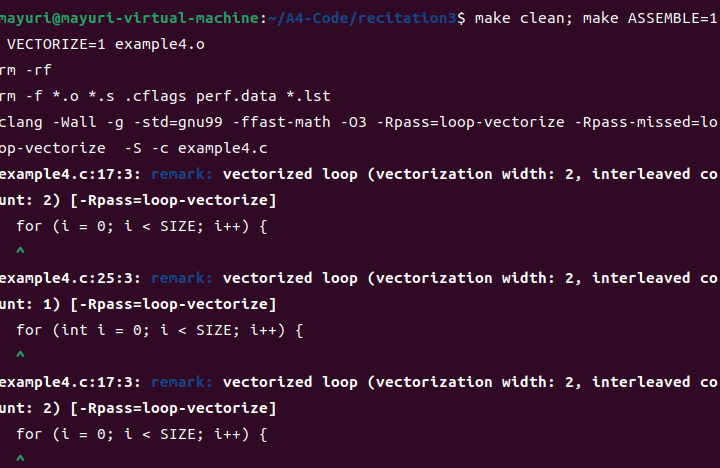 mayuri@mayuri-virtual-machine:~/A4-Code/recitation3$ make clean; make ASSEMBLE=1
 VECTORIZE=1 example4.o
rm -rf
rm -f *.o *.s .cflags perf.data *.lst
clang -Wall -g -std=gnu99 -ffast-math -O3 -Rpass=loop-vectorize -Rpass-missed=lo
op-vectorize  -S -c example4.c
example4.c:17:3: remark: vectorized loop (vectorization width: 2, interleaved co
unt: 2) [-Rpass=loop-vectorize]
  for (i = 0; i < SIZE; i++) {
  ^
example4.c:25:3: remark: vectorized loop (vectorization width: 2, interleaved co
unt: 1) [-Rpass=loop-vectorize]
  for (int i = 0; i < SIZE; i++) {
  ^
example4.c:17:3: remark: vectorized loop (vectorization width: 2, interleaved co
unt: 2) [-Rpass=loop-vectorize]
  for (i = 0; i < SIZE; i++) {
  ^